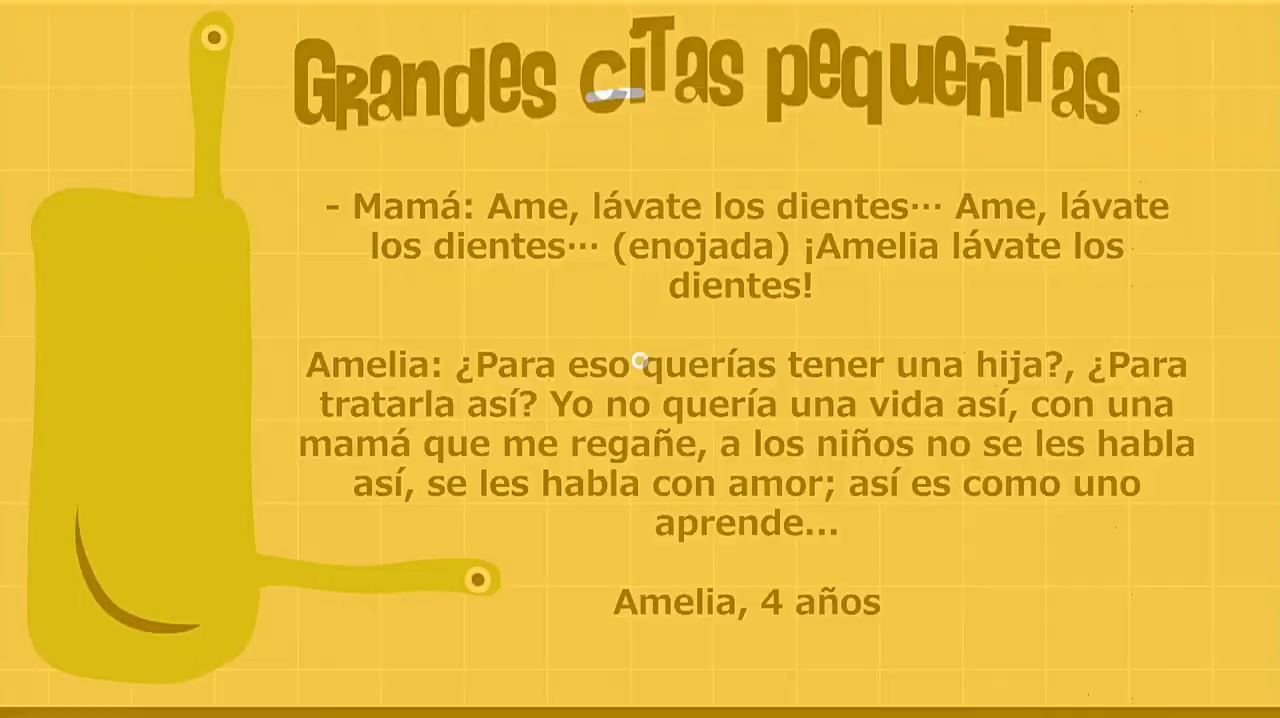 Grandes citas pequeñitas
- Mamá: Ame, lávate los dientes… Ame, lávate
los dientes… (enojada) ¡Amelia lávate los
dientes!
Amelia: ¿Para eso querías tener una hija?, ¿Para
tratarla así? Yo no quería una vida así, con una
mamá que me regañe, a los niños no se les habla
así, se les habla con amor; así es como uno
aprende...
Amelia, 4 años